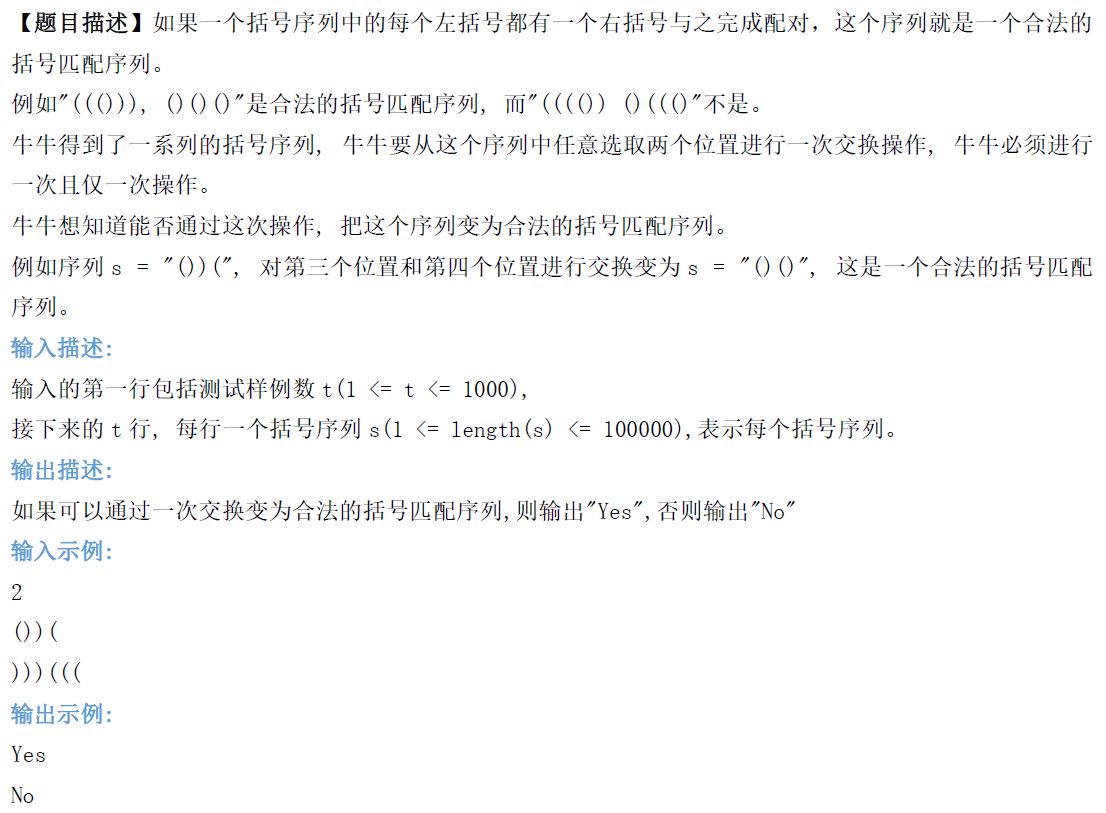 【题目描述】如果一个括号序列中的每个左括号都有一个右括号与之完成配对，这个序列就是一个合法的
括号匹配序列。
例如"((())), ()()()"是合法的括号匹配序列, 而"((()) ()((()"不是。
牛牛得到了一系列的括号序列, 牛牛要从这个序列中任意选取两个位置进行一次交换操作, 牛牛必须进行
一次且仅一次操作。
牛牛想知道能否通过这次操作, 把这个序列变为合法的括号匹配序列。
例如序列 s = "())(", 对第三个位置和第四个位置进行交换变为 s = "()()", 这是一个合法的括号匹配
序列。
输入描述:
输入的第一行包括测试样例数 t(1 <= t <= 1000),
接下来的 t 行, 每行一个括号序列 s(1 <= length(s) <= 100000),表示每个括号序列。
输出描述:
如果可以通过一次交换变为合法的括号匹配序列,则输出"Yes",否则输出"No"
输入示例:
2
())(
)))(((
输出示例:
Yes
No